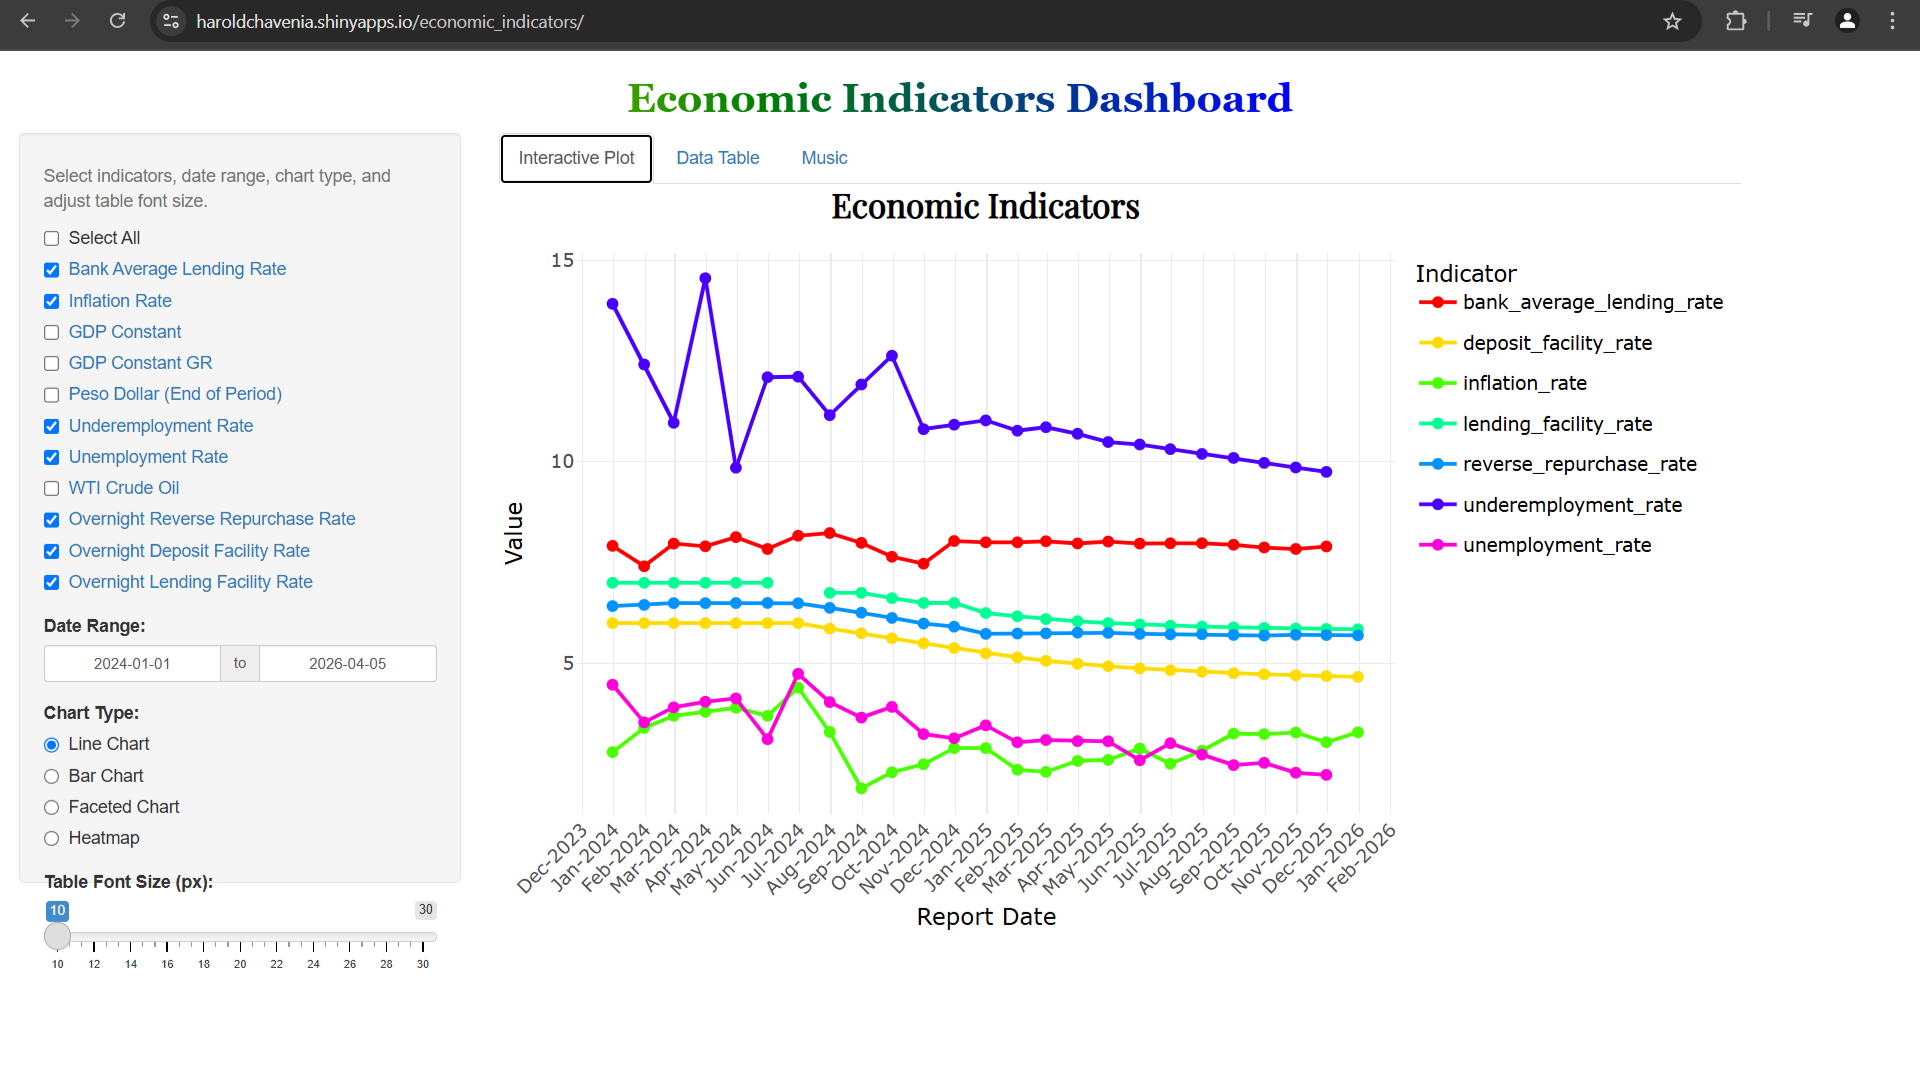 haroldchavenia.shinyapps.io/economic_indicators/
Economic Indicators Dashboard
Select indicators, date range, chart type, and
adjust table font size.
Select All
Bank Average Lending Rate
Inflation Rate
GDP Constant
GDP Constant GR
Peso Dollar (End of Period)
Underemployment Rate
Unemployment Rate
WTI Crude Oil
Overnight Reverse Repurchase Rate
Overnight Deposit Facility Rate
Overnight Lending Facility Rate
Date Range:
2024-01-01 to 2026-04-05
Chart Type:
Line Chart
Bar Chart
Faceted Chart
Heatmap
Table Font Size (px):
10 30
10 12 14 16 18 20 22 24 26 28 30
Interactive Plot Data Table Music
Economic Indicators
15
10
5
Value
Dec-2023 Jan-2024 Feb-2024 Mar-2024 Apr-2024 May-2024 Jun-2024 Jul-2024 Aug-2024 Sep-2024 Oct-2024 Nov-2024 Dec-2024 Jan-2025 Feb-2025 Mar-2025 Apr-2025 May-2025 Jun-2025 Jul-2025 Aug-2025 Sep-2025 Oct-2025 Nov-2025 Dec-2025 Jan-2026 Feb-2026
Report Date
Indicator
bank_average_lending_rate
deposit_facility_rate
inflation_rate
lending_facility_rate
reverse_repurchase_rate
underemployment_rate
unemployment_rate